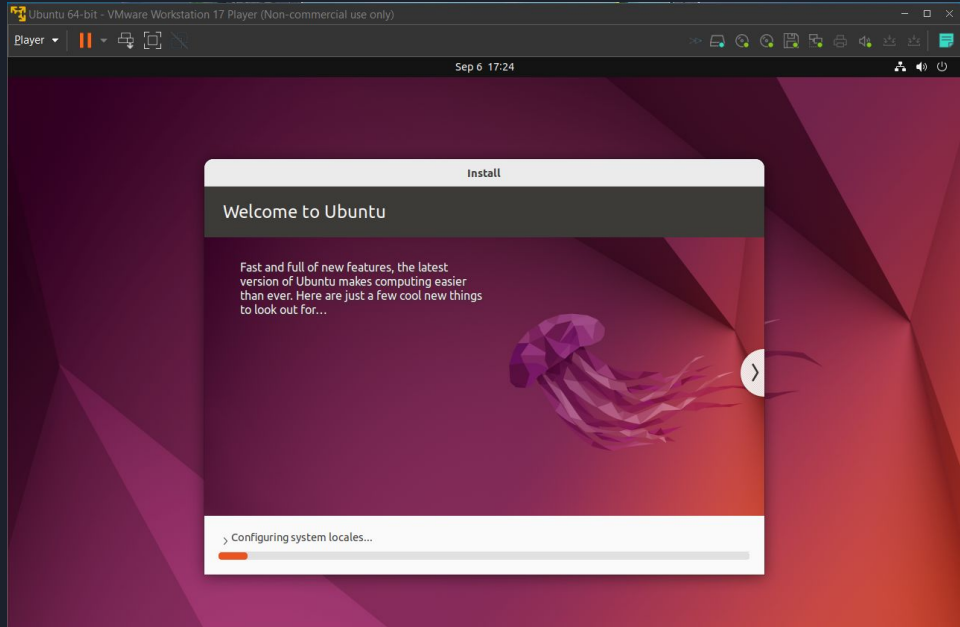 Ubuntu 64-bit - VMware Workstation 17 Player (Non-commercial use only)
Player
Sep 6 17:24
Install
Welcome to Ubuntu
Fast and full of new features, the latest
version of Ubuntu makes computing easier
than ever. Here are just a few cool new things
to look out for...
Configuring system locales...